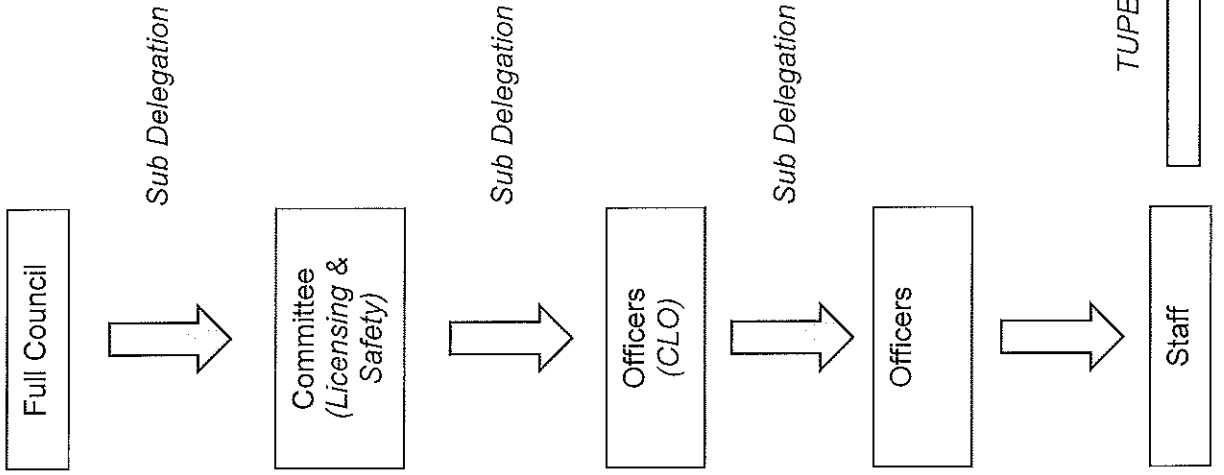 Full Council
Sub Delegation
Committee
(Licensing &
Safety)
Sub Delegation
Officers
(CLO)
Sub Delegation
Officers
Staff
TUPE